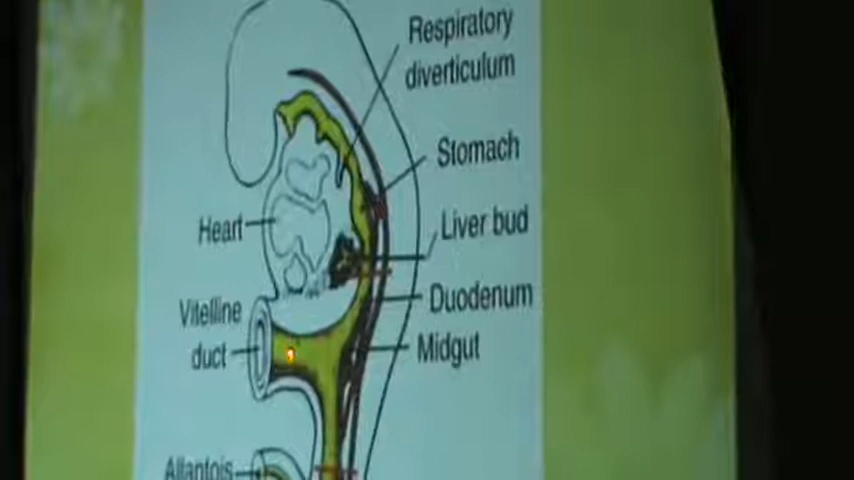 Respiratory
diverticulum
Stomach
Heart
Liver bud
Vitelline
duct
Duodenum
Midgut
Allantois